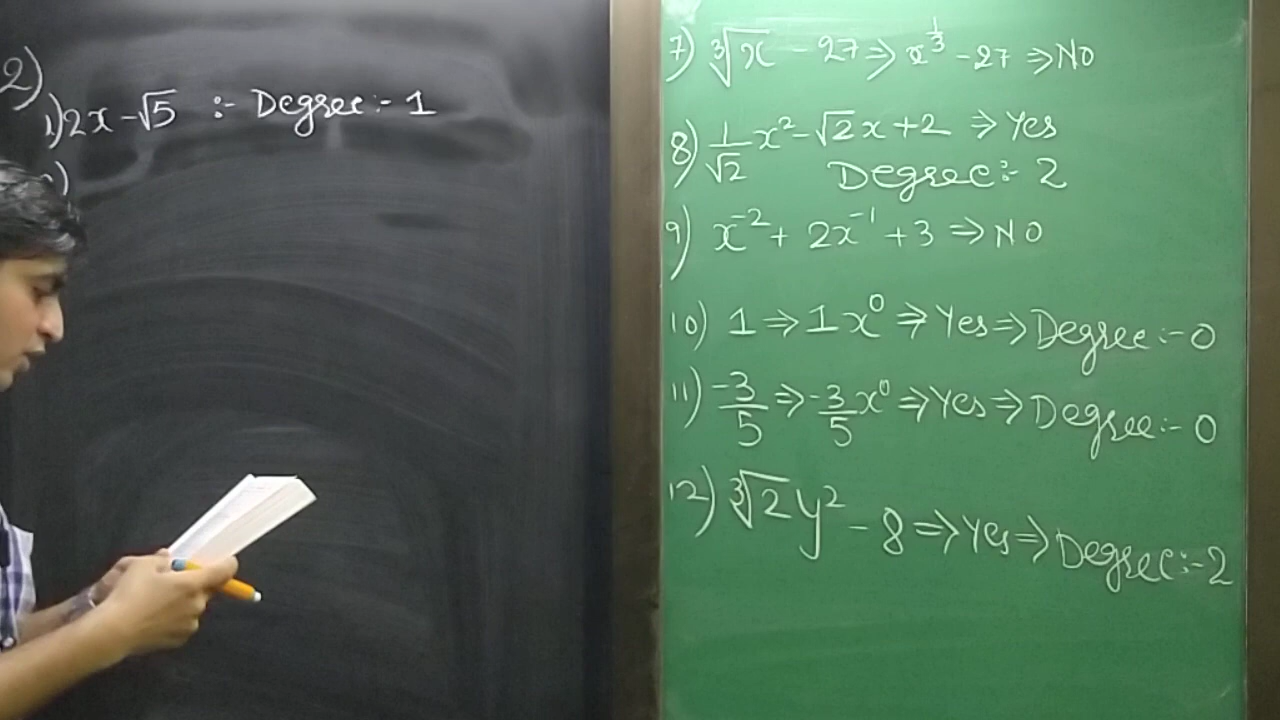 2)
1) 2x - √5 :- Degree :- 1
7) ∛x - 27 ⇒ x^(1/3) - 27 ⇒ NO
8) 1/√2 x² - √2x + 2 ⇒ Yes
Degree :- 2
9) x⁻² + 2x⁻¹ + 3 ⇒ NO
10) 1 ⇒ 1x⁰ ⇒ Yes ⇒ Degree :- 0
11) -3/5 ⇒ -3/5 x⁰ ⇒ Yes ⇒ Degree :- 0
12) ∛2 y² - 8 ⇒ Yes ⇒ Degree :- 2